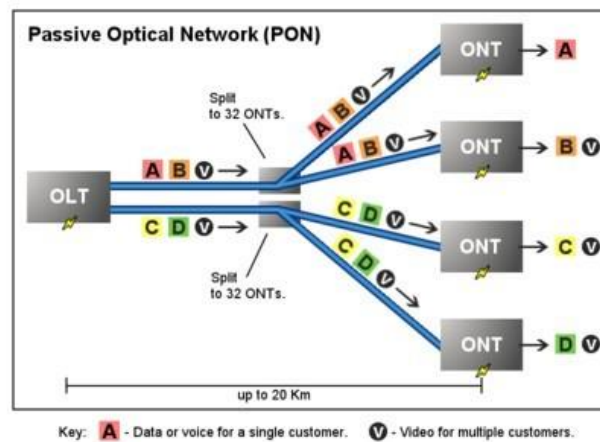 Passive Optical Network (PON)
ONT
A
Split
to 32 ONTs.
A B V
A B V
ONT
B V
A B V
OLT
C D V
C D V
ONT
C V
C D V
Split
to 32 ONTs.
ONT
D V
up to 20 Km
Key: A - Data or voice for a single customer. V - Video for multiple customers.